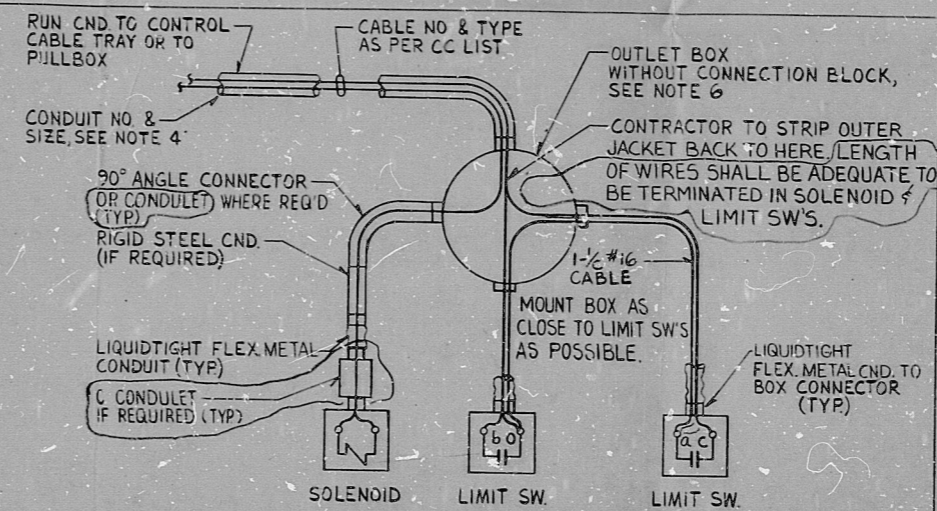 RUN CND. TO CONTROL
CABLE TRAY OR TO
PULLBOX
CABLE NO & TYPE
AS PER CC LIST
OUTLET BOX
WITHOUT CONNECTION BLOCK,
SEE NOTE 6
CONDUIT NO. &
SIZE, SEE NOTE 4
CONTRACTOR TO STRIP OUTER
JACKET BACK TO HERE, LENGTH
OF WIRES SHALL BE ADEQUATE TO
BE TERMINATED IN SOLENOID &
LIMIT SW'S.
90° ANGLE CONNECTOR
OR CONDULET) WHERE REQ'D
(TYP)
RIGID STEEL CND.
(IF REQUIRED)
1-1/C #16
CABLE
MOUNT BOX AS
CLOSE TO LIMIT SW'S
AS POSSIBLE.
LIQUIDTIGHT FLEX. METAL
CONDUIT (TYP.)
C CONDULET
IF REQUIRED (TYP)
LIQUIDTIGHT
FLEX. METAL CND. TO
BOX CONNECTOR
(TYP.)
b o
a c
SOLENOID
LIMIT SW.
LIMIT SW.